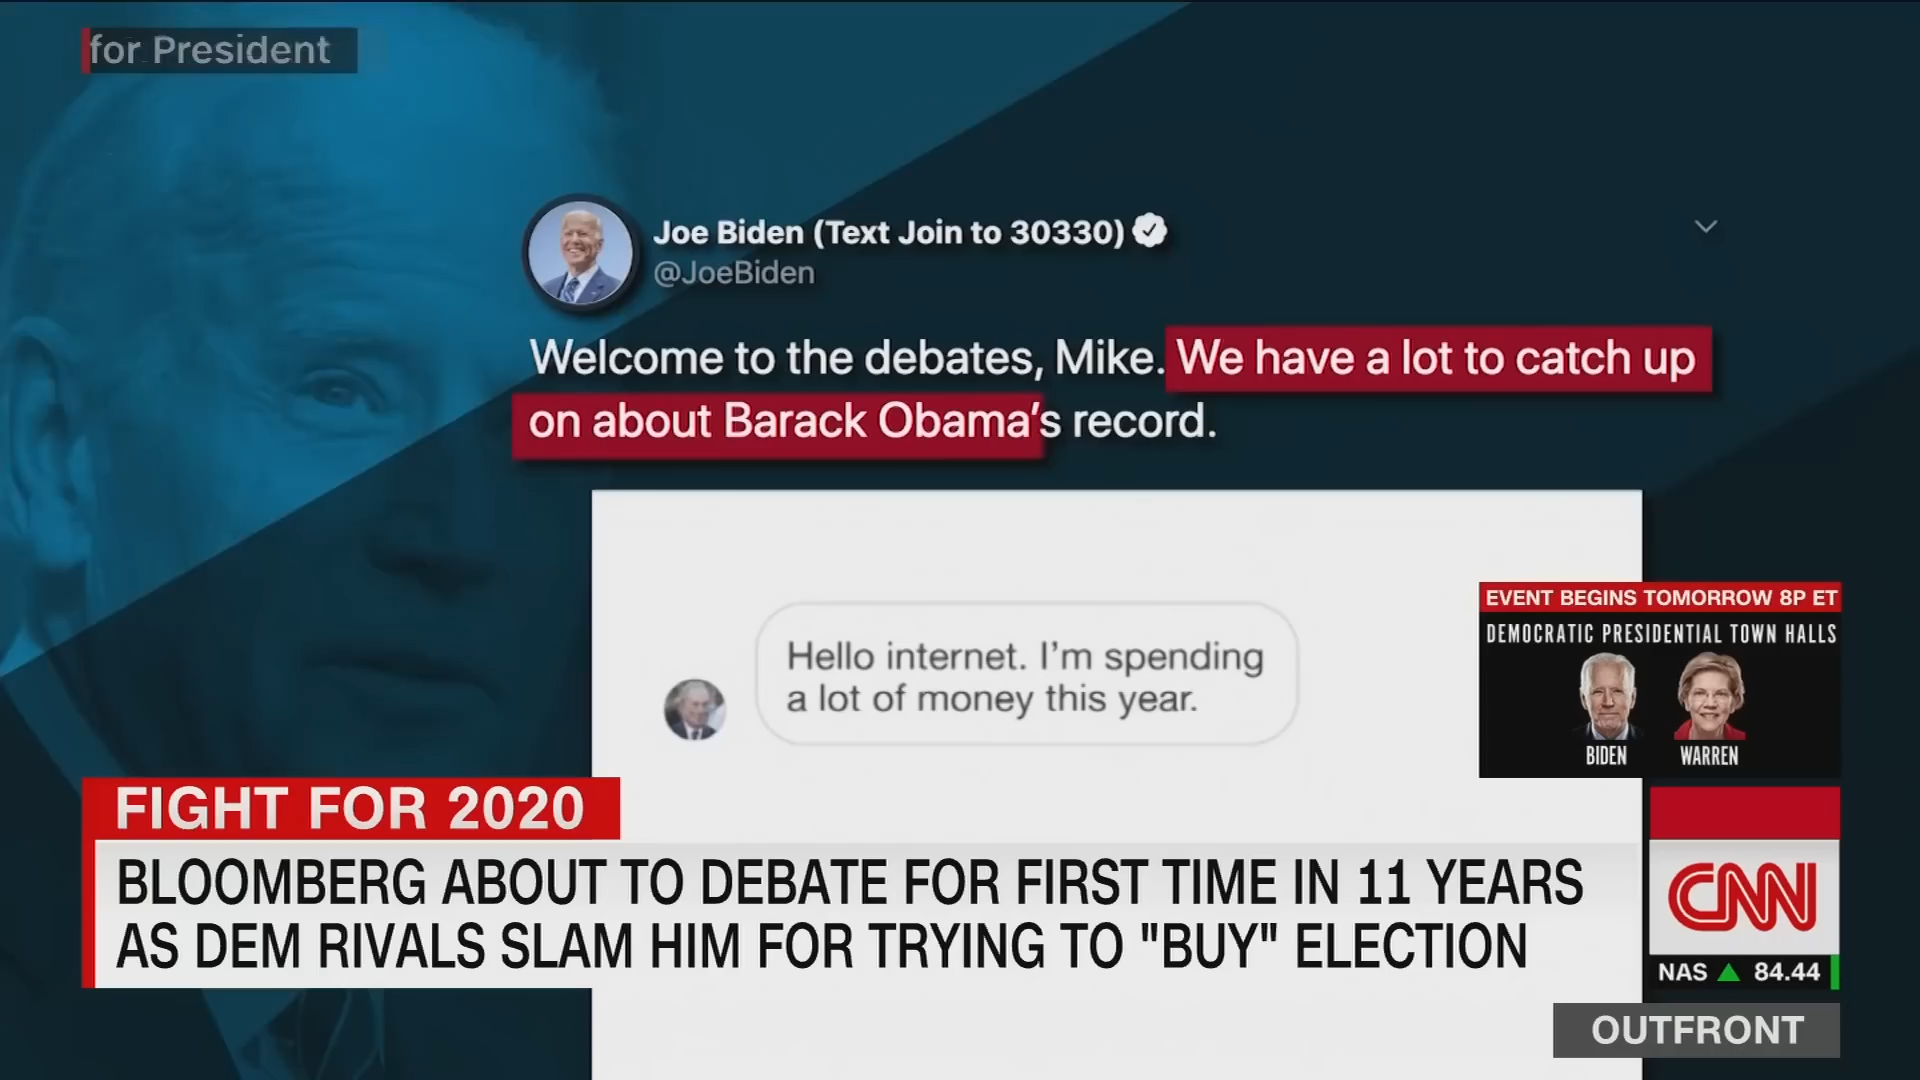 for President
Joe Biden (Text Join to 30330)
@JoeBiden
Welcome to the debates, Mike. We have a lot to catch up
on about Barack Obama's record.
Hello internet. I'm spending
a lot of money this year.
EVENT BEGINS TOMORROW 8P ET
DEMOCRATIC PRESIDENTIAL TOWN HALLS
BIDEN WARREN
FIGHT FOR 2020
BLOOMBERG ABOUT TO DEBATE FOR FIRST TIME IN 11 YEARS
AS DEM RIVALS SLAM HIM FOR TRYING TO "BUY" ELECTION
CNN
NAS 84.44
OUTFRONT